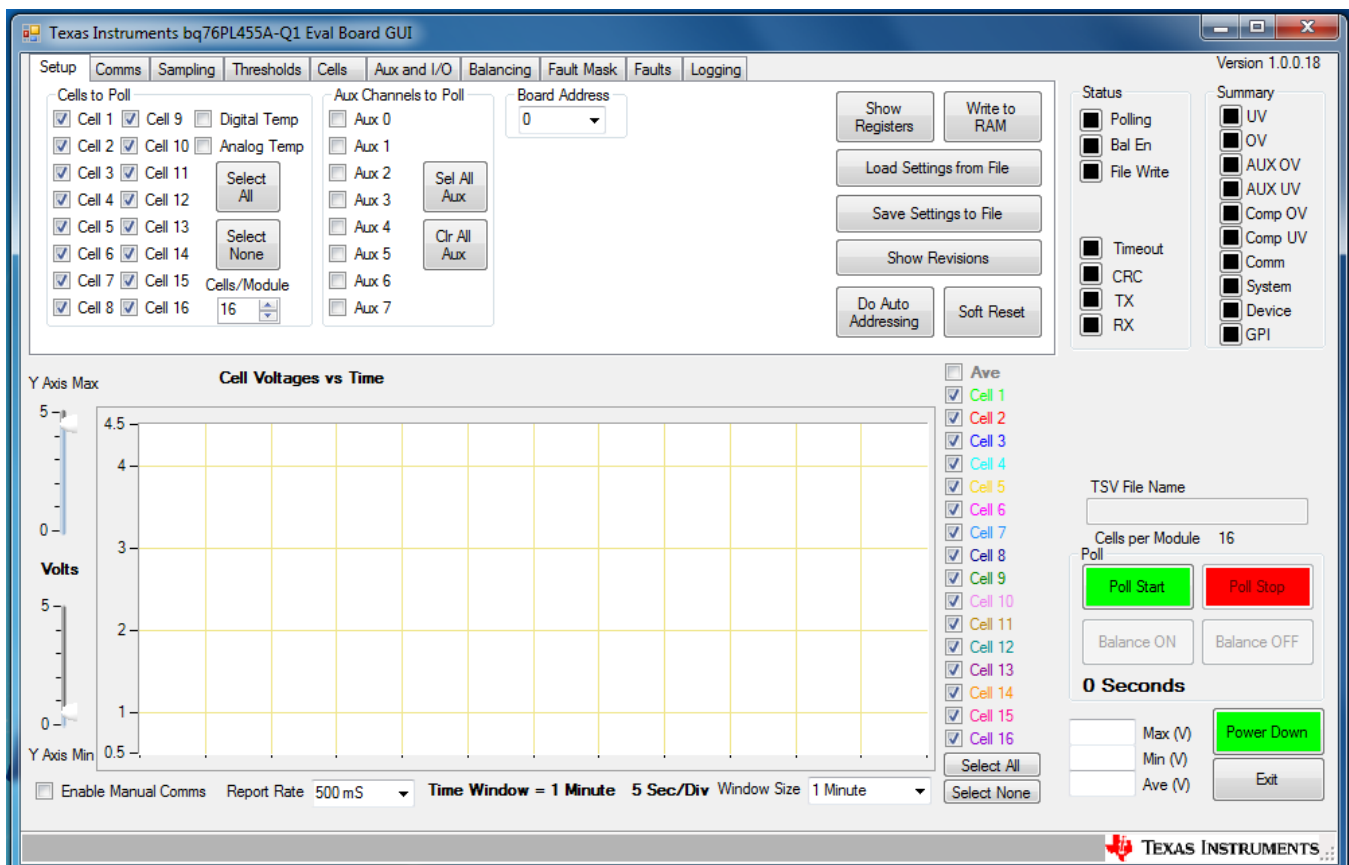 Texas Instruments bq76PL455A-Q1 Eval Board GUI
Setup Comms Sampling Thresholds Cells Aux and I/O Balancing Fault Mask Faults Logging
Version 1.0.0.18
Cells to Poll
Cell 1 Cell 9 Digital Temp
Cell 2 Cell 10 Analog Temp
Cell 3 Cell 11
Cell 4 Cell 12
Cell 5 Cell 13
Cell 6 Cell 14
Cell 7 Cell 15
Cell 8 Cell 16
Select
All
Select
None
Cells/Module
16
Aux Channels to Poll
Aux 0
Aux 1
Aux 2
Aux 3
Aux 4
Aux 5
Aux 6
Aux 7
Sel All
Aux
Clr All
Aux
Board Address
0
Show
Registers
Write to
RAM
Load Settings from File
Save Settings to File
Show Revisions
Do Auto
Addressing
Soft Reset
Status
Polling
Bal En
File Write
Timeout
CRC
TX
RX
Summary
UV
OV
AUX OV
AUX UV
Comp OV
Comp UV
Comm
System
Device
GPI
Y Axis Max
5
0
Volts
5
0
Y Axis Min
Cell Voltages vs Time
4.5
4
3
2
1
0.5
Ave
Cell 1
Cell 2
Cell 3
Cell 4
Cell 5
Cell 6
Cell 7
Cell 8
Cell 9
Cell 10
Cell 11
Cell 12
Cell 13
Cell 14
Cell 15
Cell 16
Select All
Select None
Enable Manual Comms Report Rate 500 mS Time Window = 1 Minute 5 Sec/Div Window Size 1 Minute
TSV File Name
Cells per Module 16
Poll
Poll Start Poll Stop
Balance ON Balance OFF
0 Seconds
Max (V)
Min (V)
Ave (V)
Power Down
Exit
TEXAS INSTRUMENTS